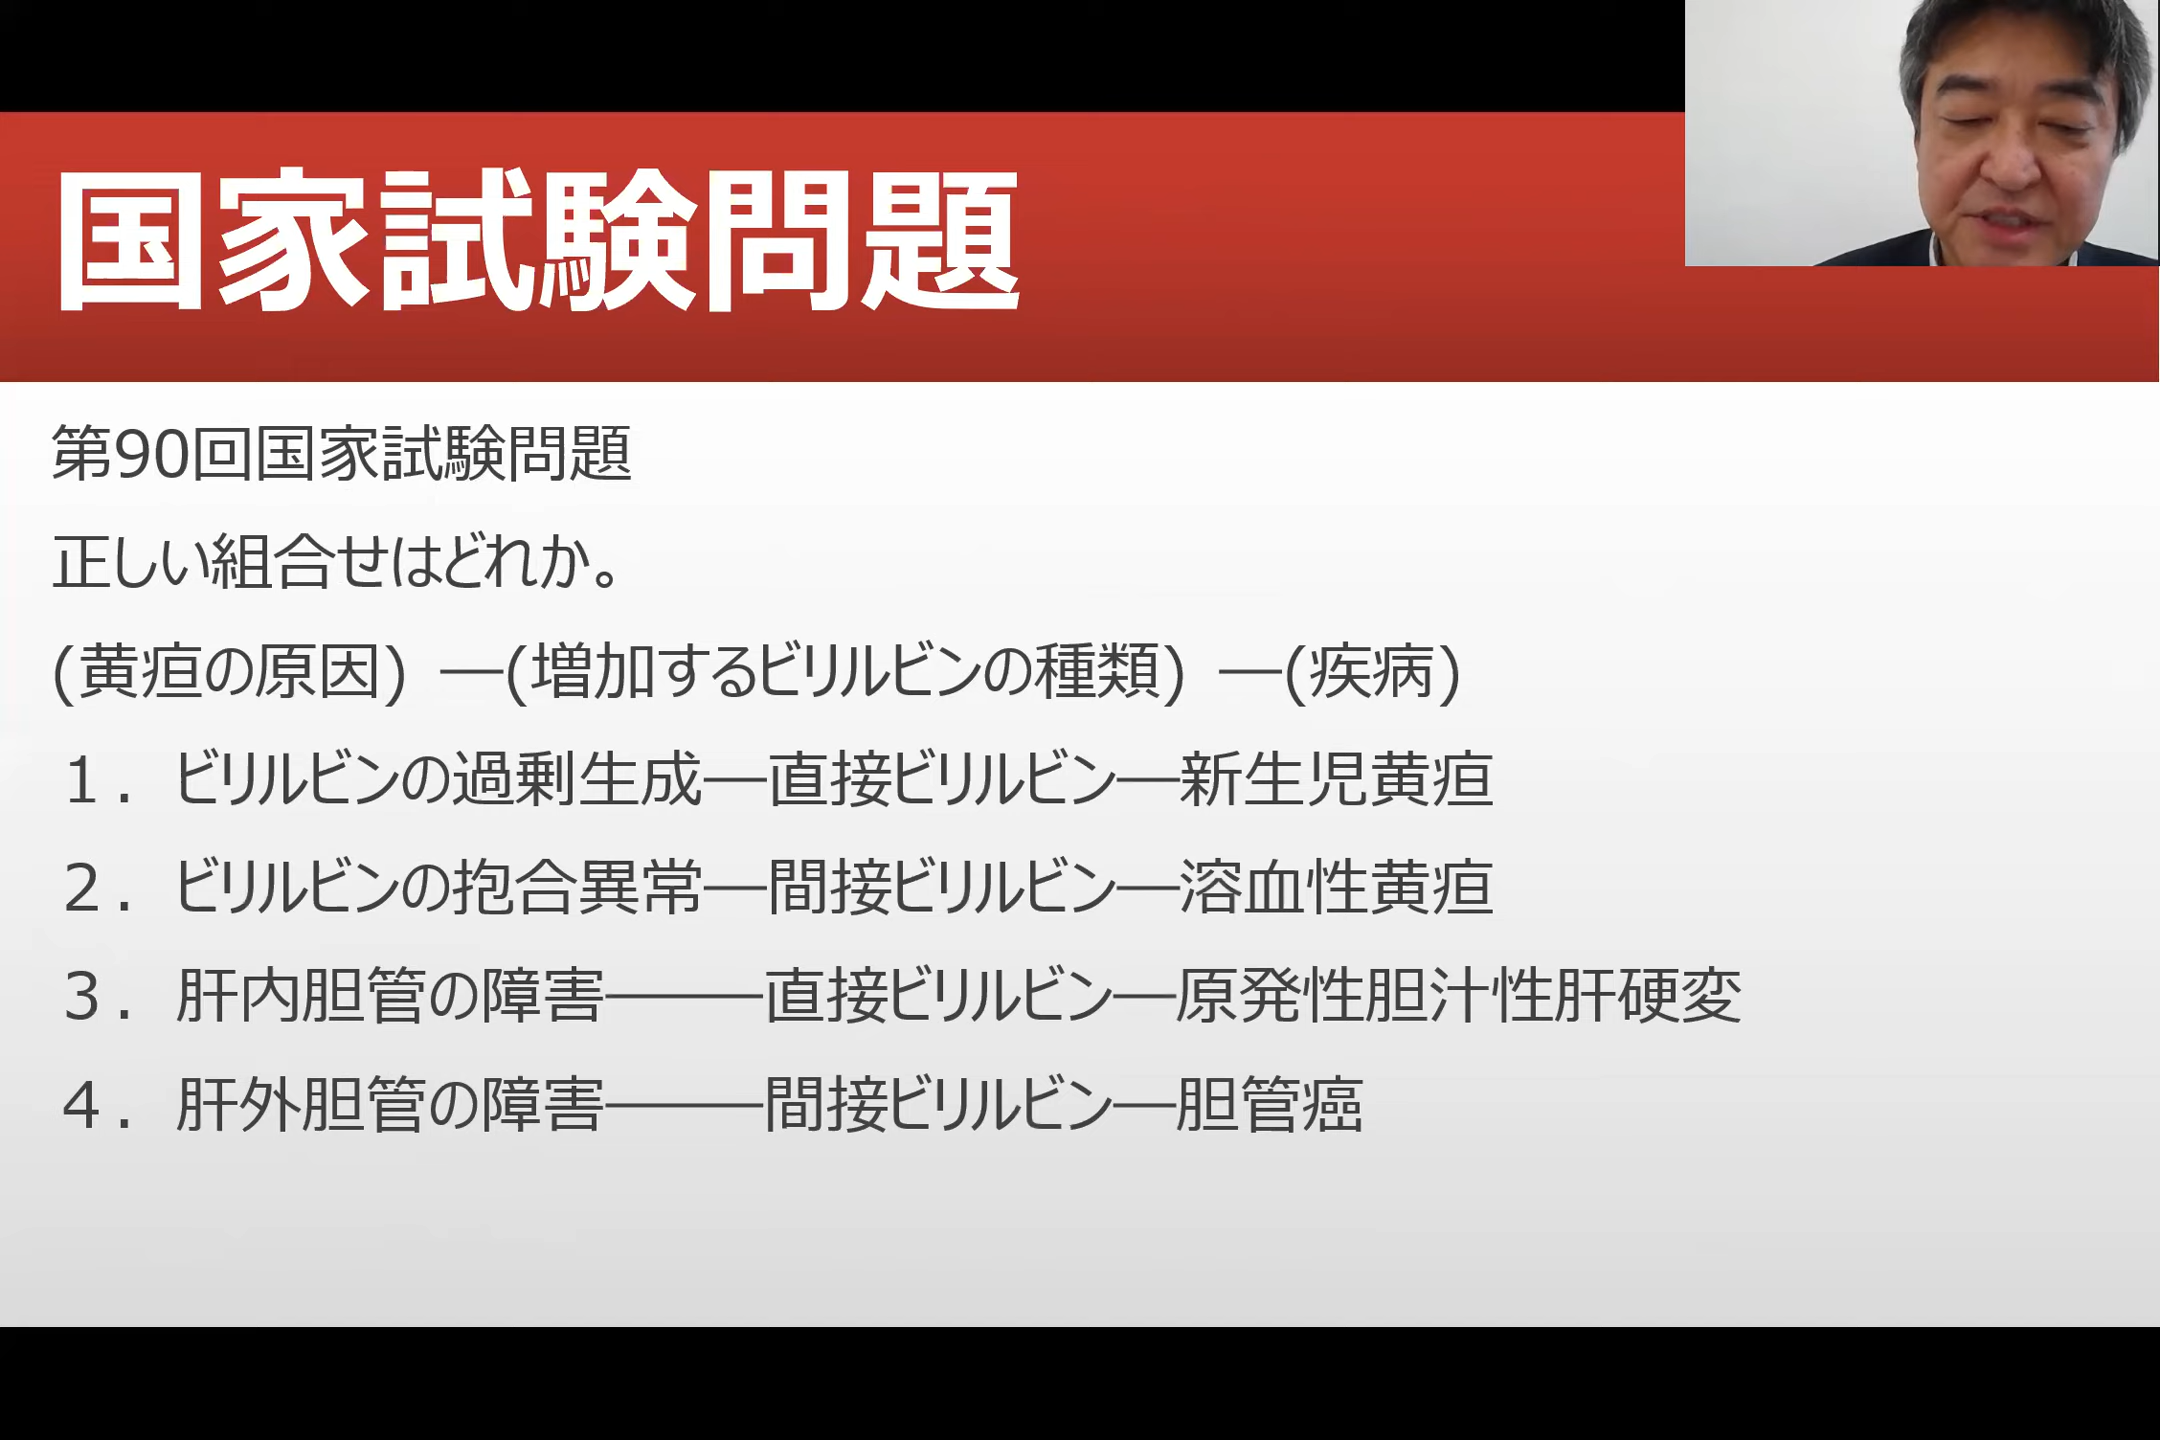 国家試験問題
第90回国家試験問題
正しい組合せはどれか。
(黄疸の原因) ―(増加するビリルビンの種類) ―(疾病)
１．ビリルビンの過剰生成―直接ビリルビン―新生児黄疸
２．ビリルビンの抱合異常―間接ビリルビン―溶血性黄疸
３．肝内胆管の障害――直接ビリルビン―原発性胆汁性肝硬変
４．肝外胆管の障害――間接ビリルビン―胆管癌